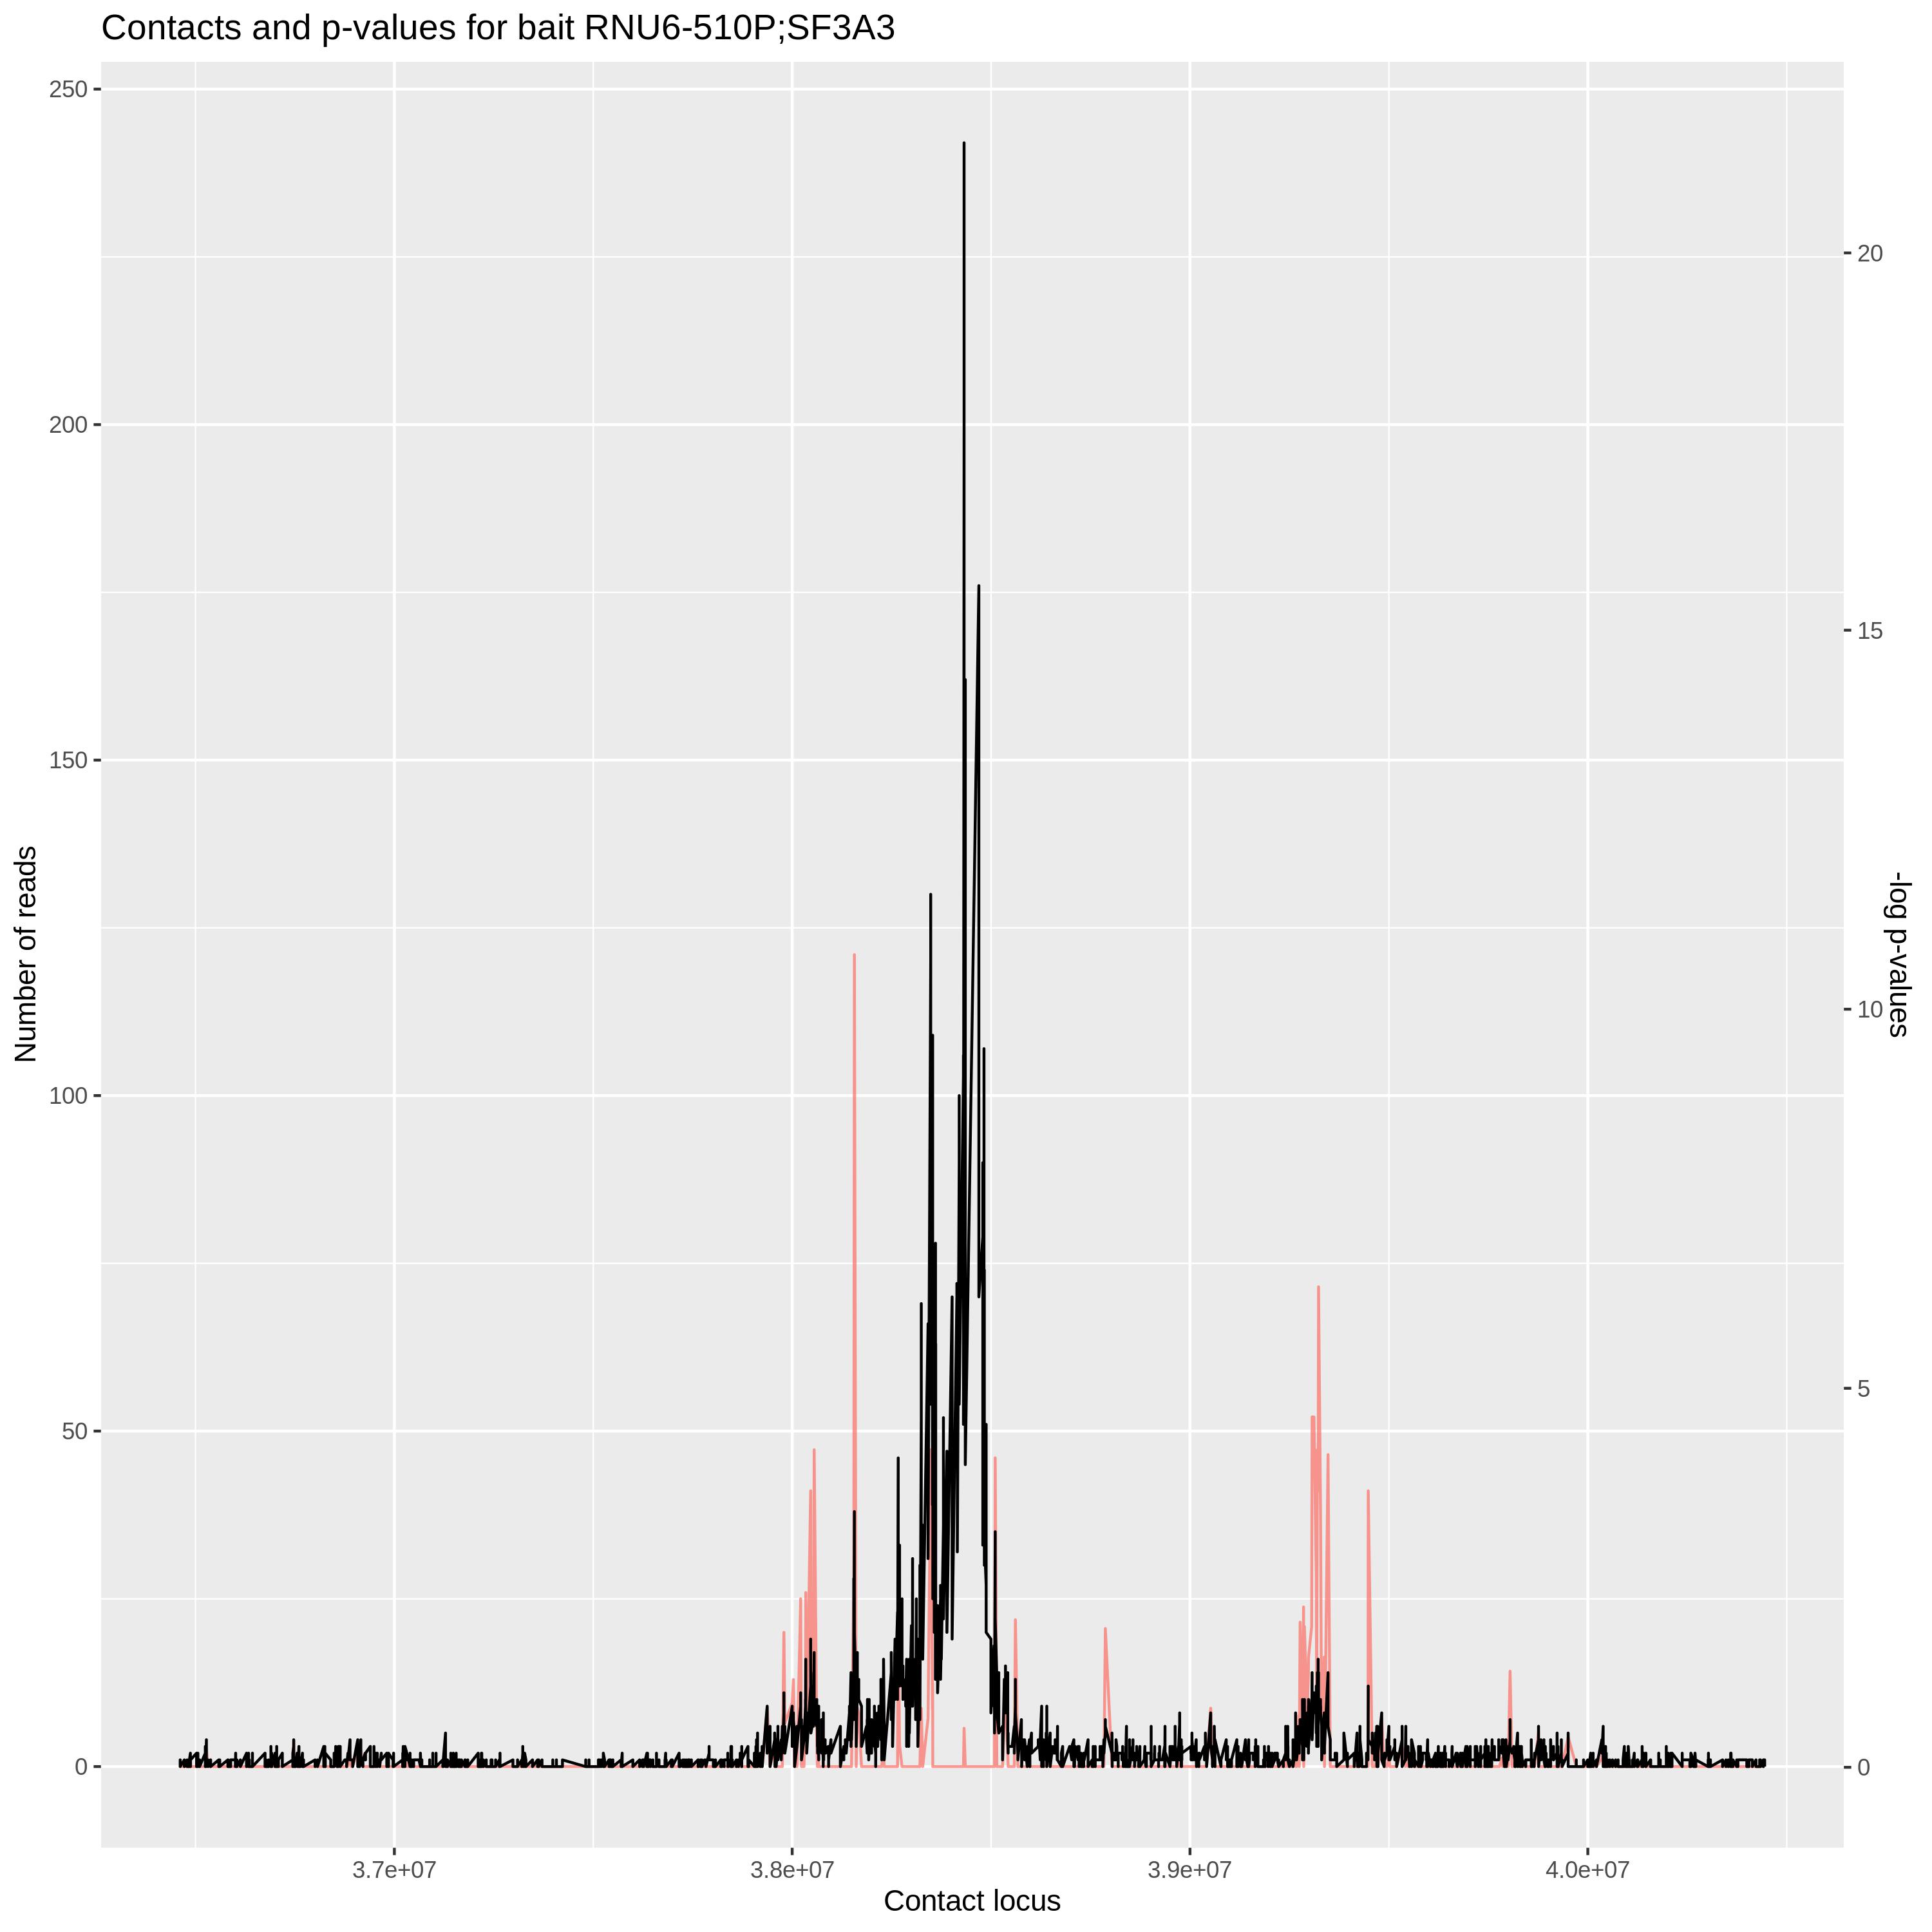 Contacts and p-values for bait RNU6-510P;SF3A3
250
200
150
100
50
0
Number of reads
20
15
10
5
0
-log p-values
3.7e+07
3.8e+07
3.9e+07
4.0e+07
Contact locus